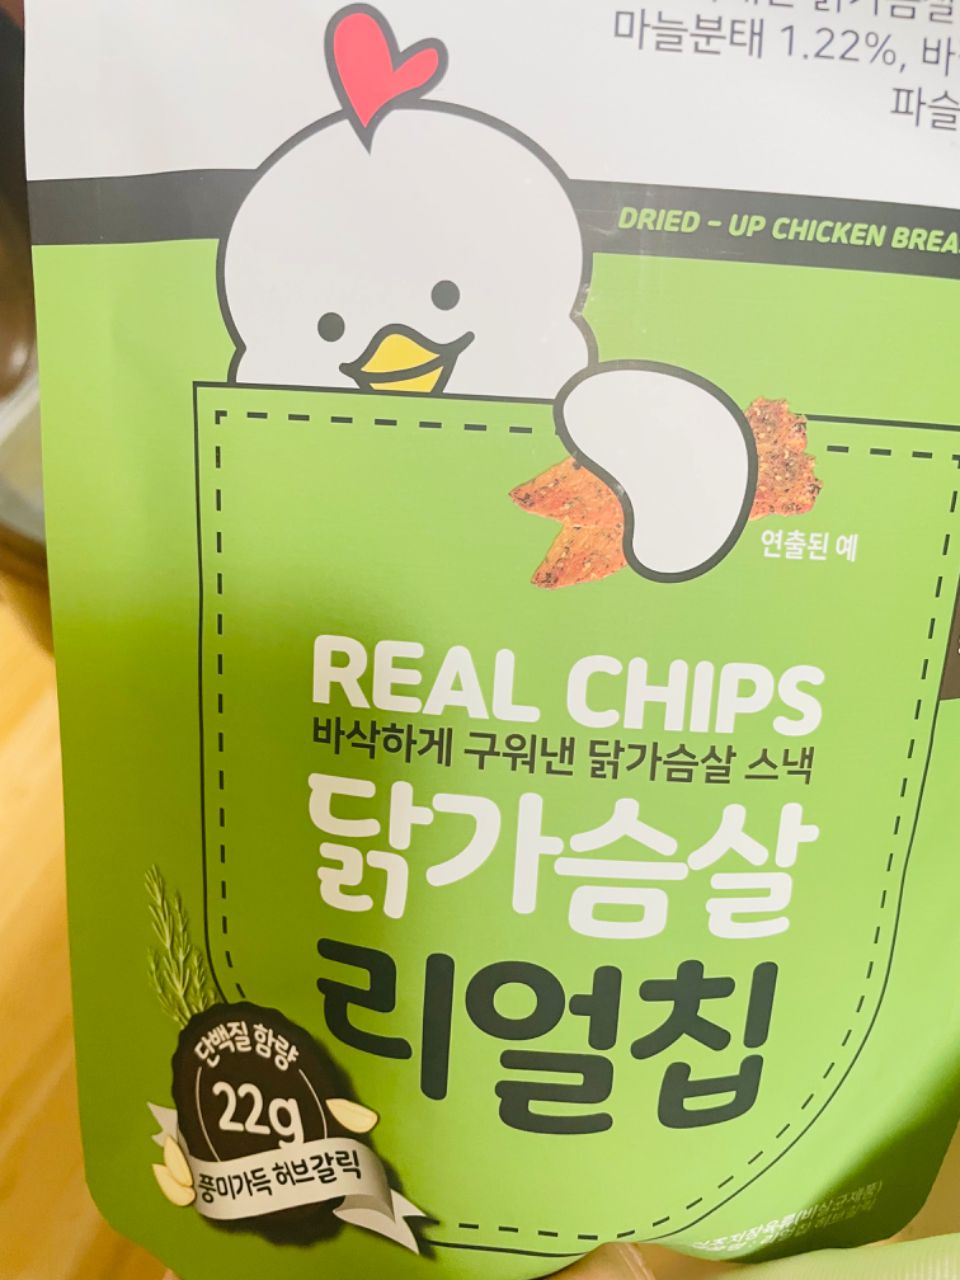 마늘분태 1.22%,
파슬
DRIED - UP CHICKEN
연출된 예
REAL CHIPS
바삭하게 구워낸 닭가슴살 스낵
닭가슴살
리얼칩
단백질 함량
22g
풍미가득 허브갈릭